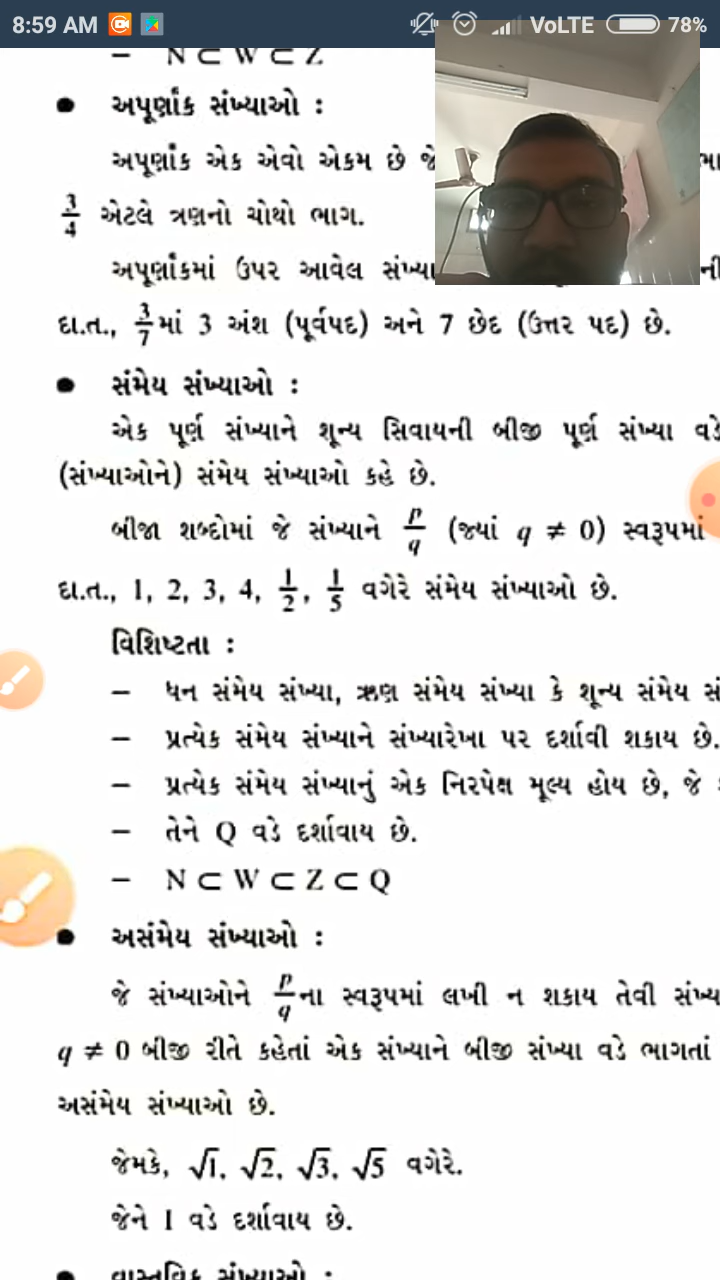 8:59 AM VoLTE 78%
– N ⊂ W ⊂ Z
● અપૂર્ણાંક સંખ્યાઓ :
અપૂર્ણાંક એક એવો એકમ છે જે
3/4 એટલે ત્રણનો ચોથો ભાગ.
અપૂર્ણાંકમાં ઉપર આવેલ સંખ્યા
દા.ત., 3/7 માં 3 અંશ (પૂર્વપદ) અને 7 છેદ (ઉત્તર પદ) છે.
● સંમેય સંખ્યાઓ :
એક પૂર્ણ સંખ્યાને શૂન્ય સિવાયની બીજી પૂર્ણ સંખ્યા વડે
(સંખ્યાઓને) સંમેય સંખ્યાઓ કહે છે.
બીજા શબ્દોમાં જે સંખ્યાને p/q (જ્યાં q ≠ 0) સ્વરૂપમાં
દા.ત., 1, 2, 3, 4, 1/2, 1/5 વગેરે સંમેય સંખ્યાઓ છે.
વિશિષ્ટતા :
– ધન સંમેય સંખ્યા, ઋણ સંમેય સંખ્યા કે શૂન્ય સંમેય સં
– પ્રત્યેક સંમેય સંખ્યાને સંખ્યારેખા પર દર્શાવી શકાય છે.
– પ્રત્યેક સંમેય સંખ્યાનું એક નિરપેક્ષ મૂલ્ય હોય છે, જે
– તેને Q વડે દર્શાવાય છે.
– N ⊂ W ⊂ Z ⊂ Q
● અસંમેય સંખ્યાઓ :
જે સંખ્યાઓને p/q ના સ્વરૂપમાં લખી ન શકાય તેવી સંખ્યા
q ≠ 0 બીજી રીતે કહેતાં એક સંખ્યાને બીજી સંખ્યા વડે ભાગતાં
અસંમેય સંખ્યાઓ છે.
જેમકે, √1, √2, √3, √5 વગેરે.
જેને I વડે દર્શાવાય છે.
● વાસ્તવિક સંખ્યાઓ :